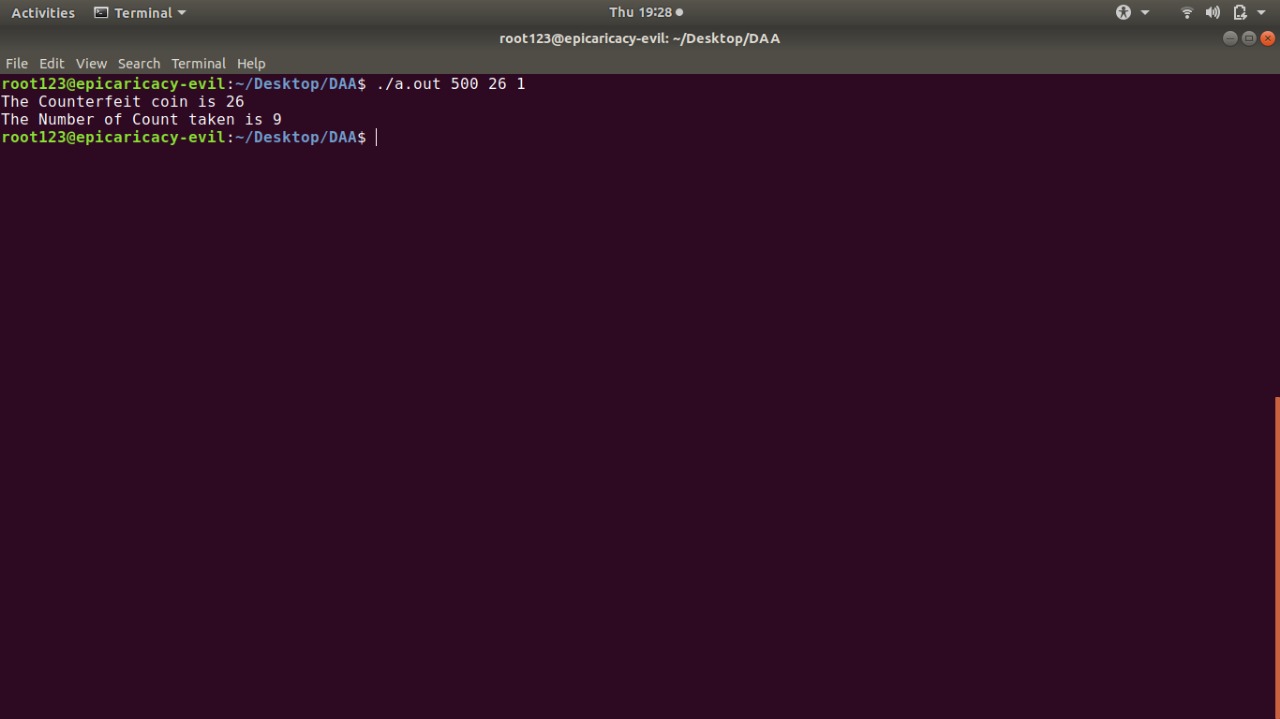 Activities Terminal Thu 19:28
root123@epicaricacy-evil: ~/Desktop/DAA
File Edit View Search Terminal Help
root123@epicaricacy-evil:~/Desktop/DAA$ ./a.out 500 26 1
The Counterfeit coin is 26
The Number of Count taken is 9
root123@epicaricacy-evil:~/Desktop/DAA$